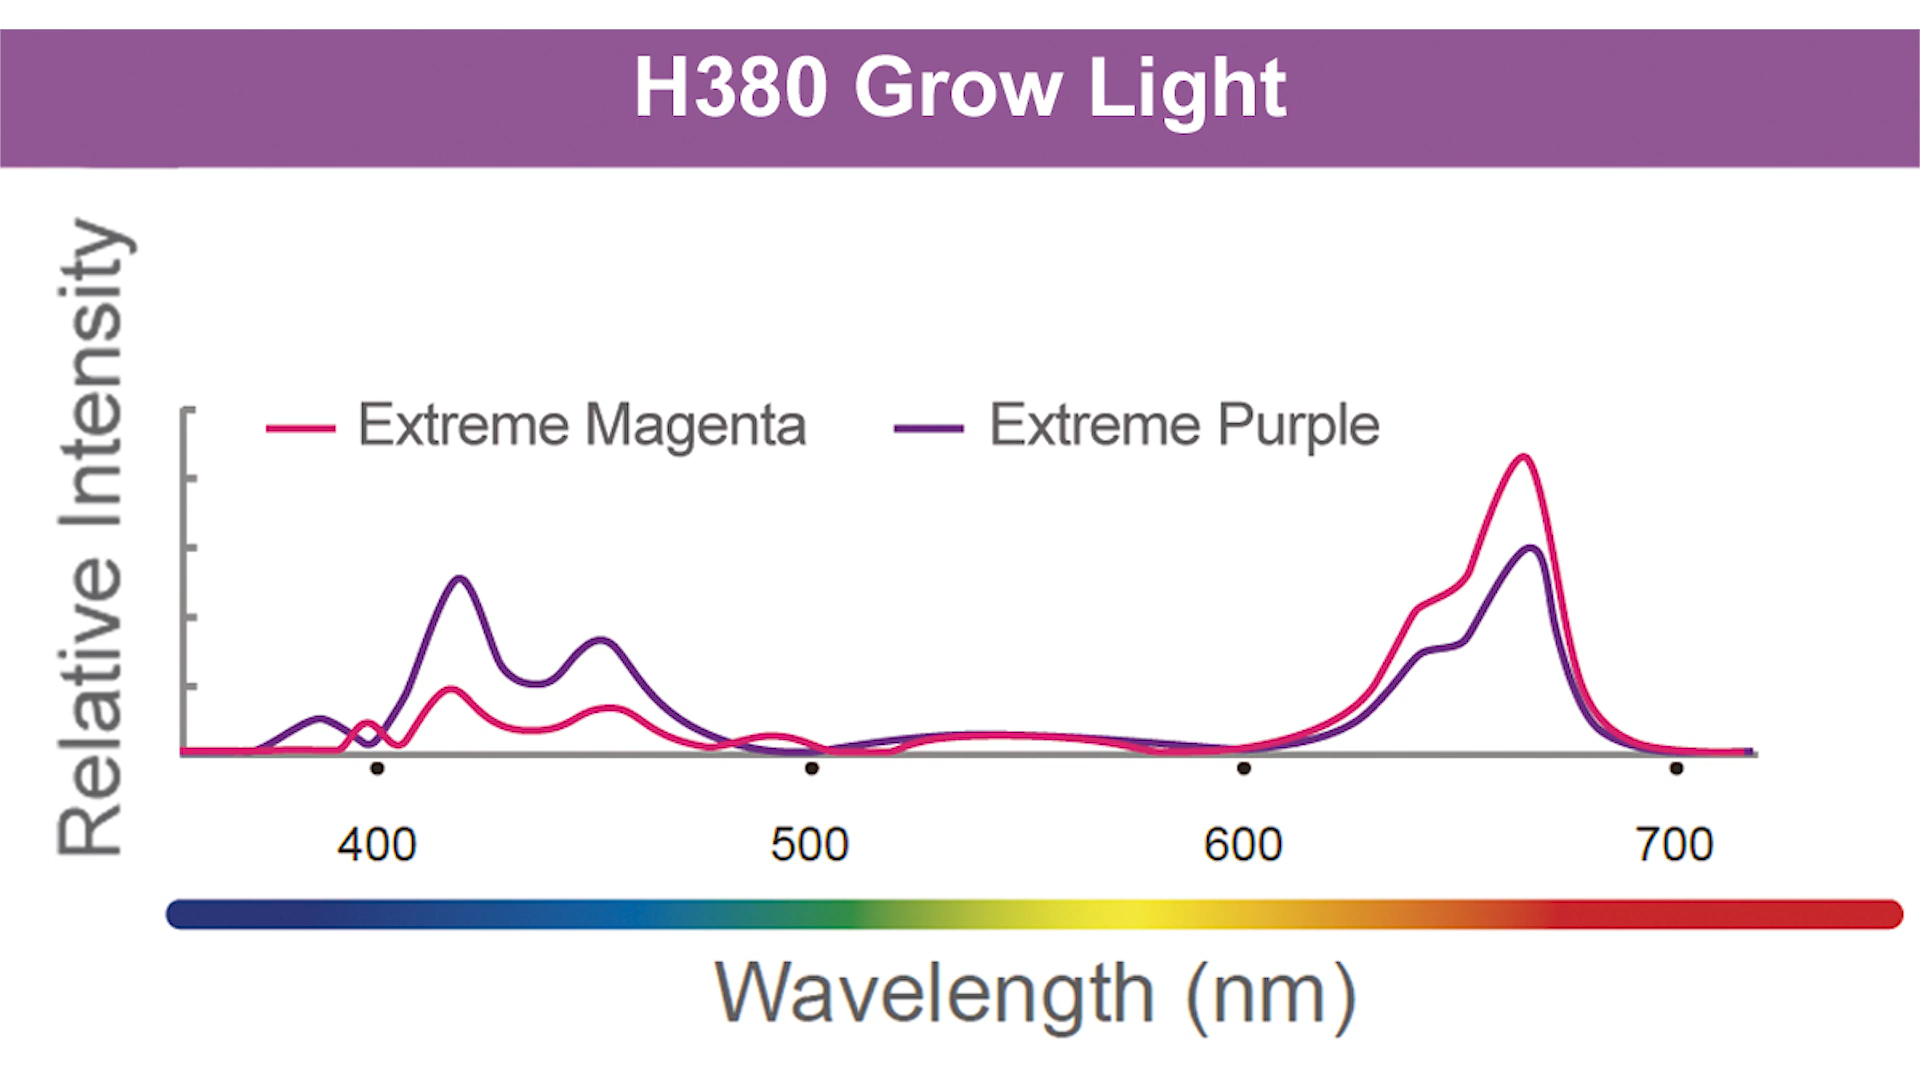 H380 Grow Light
Relative Intensity
Extreme Magenta
Extreme Purple
400
500
600
700
Wavelength (nm)